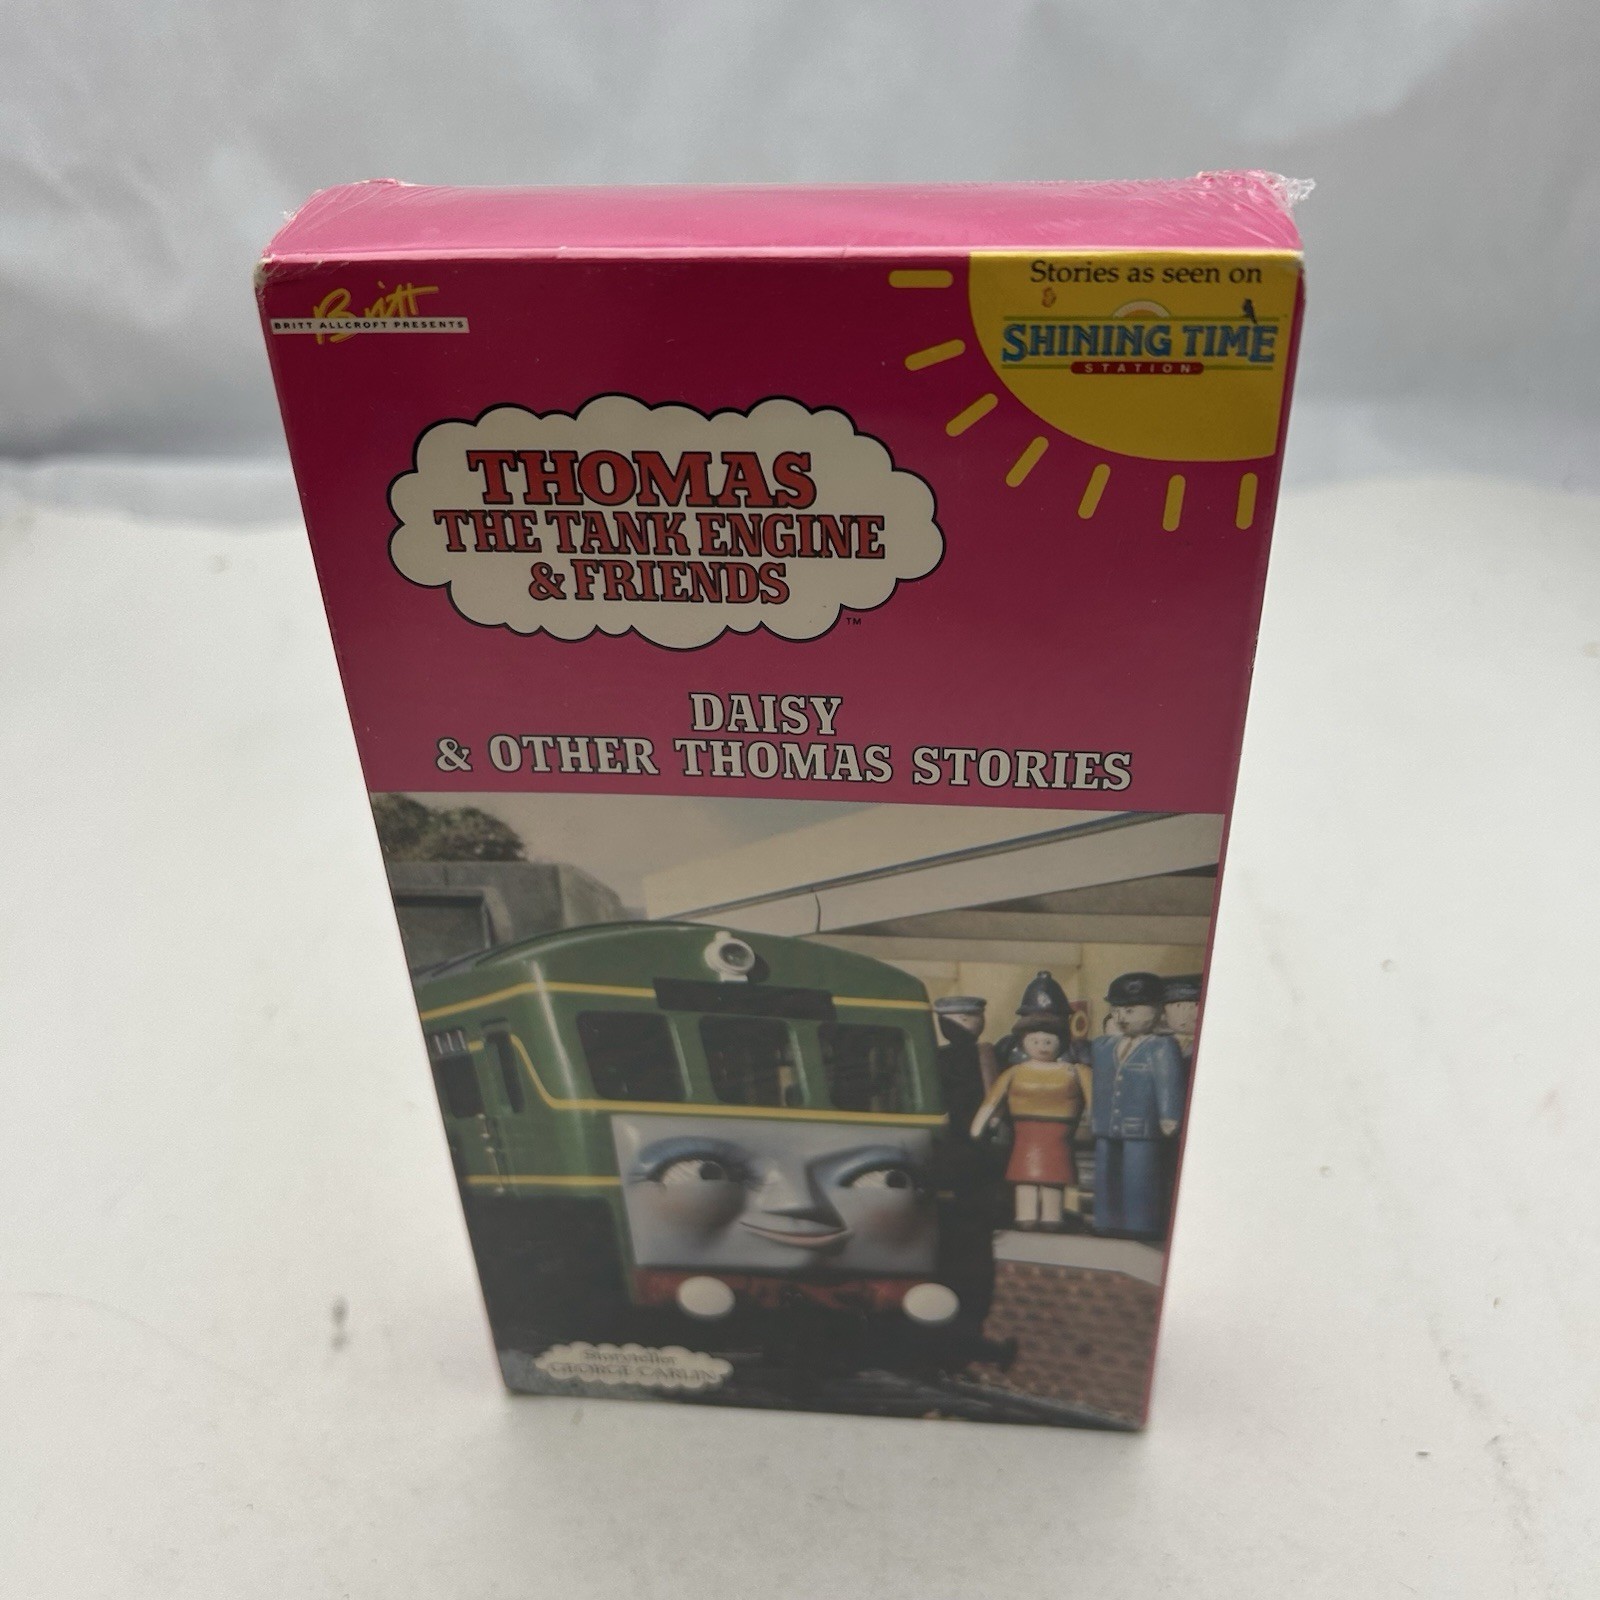 Britt
BRITT ALLCROFT PRESENTS
Stories as seen on
SHINING TIME
STATION
THOMAS
THE TANK ENGINE
& FRIENDS
TM
DAISY
& OTHER THOMAS STORIES
Storyteller
GEORGE CARLIN